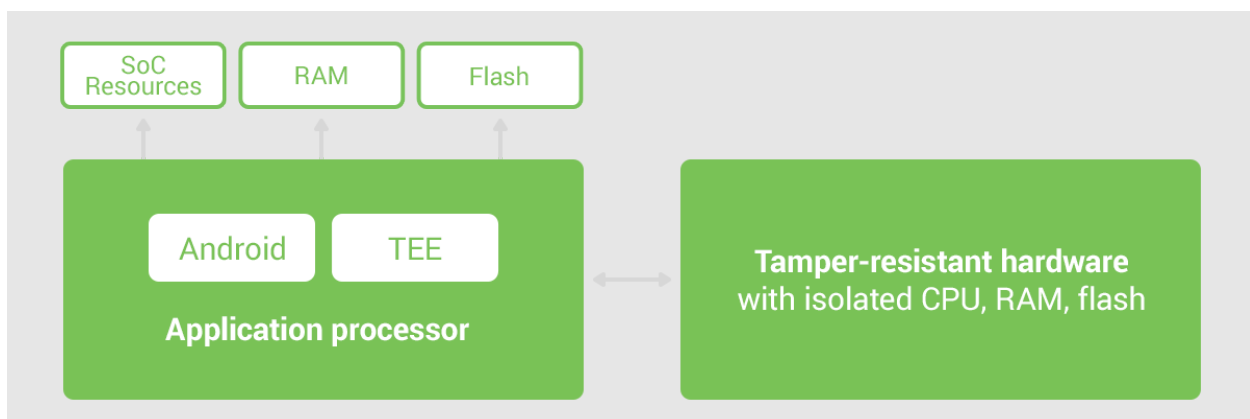 SoC
Resources
RAM
Flash
Android
TEE
Application processor
Tamper-resistant hardware
with isolated CPU, RAM, flash